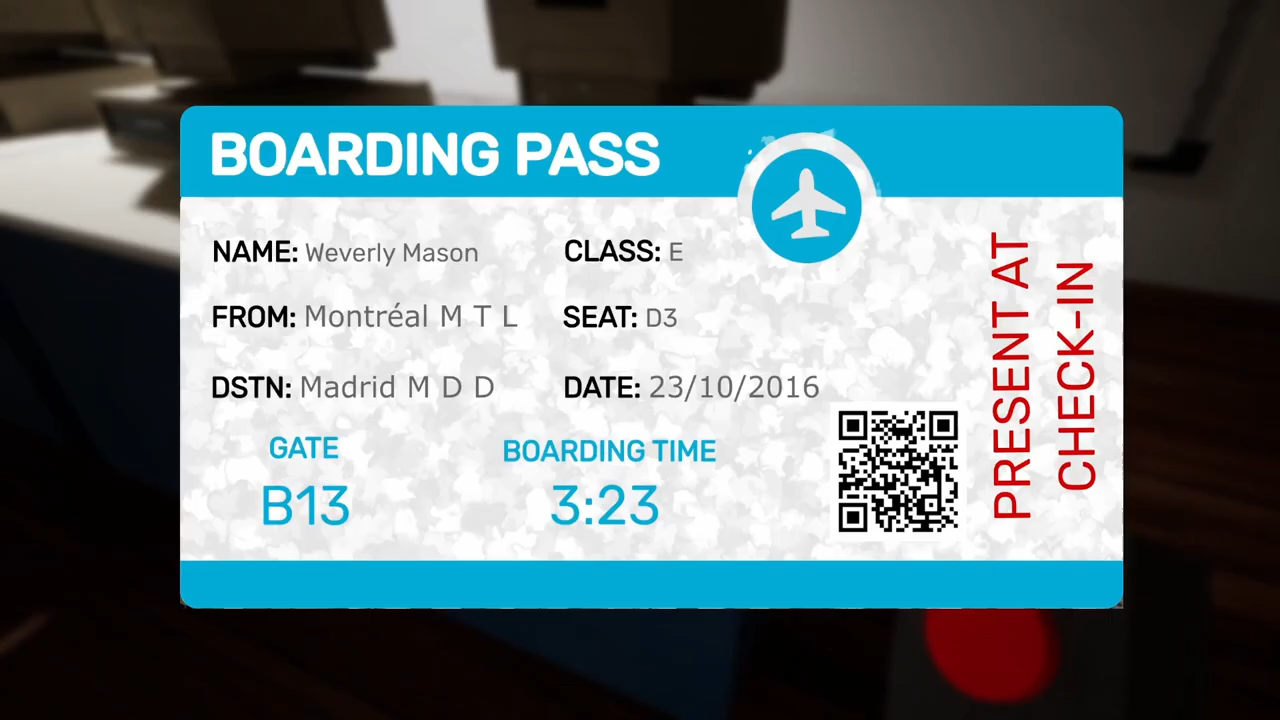 BOARDING PASS
NAME: Weverly Mason
CLASS: E
FROM: Montréal M T L
SEAT: D3
DSTN: Madrid M D D
DATE: 23/10/2016
GATE
BOARDING TIME
B13
3:23
PRESENT AT
CHECK-IN